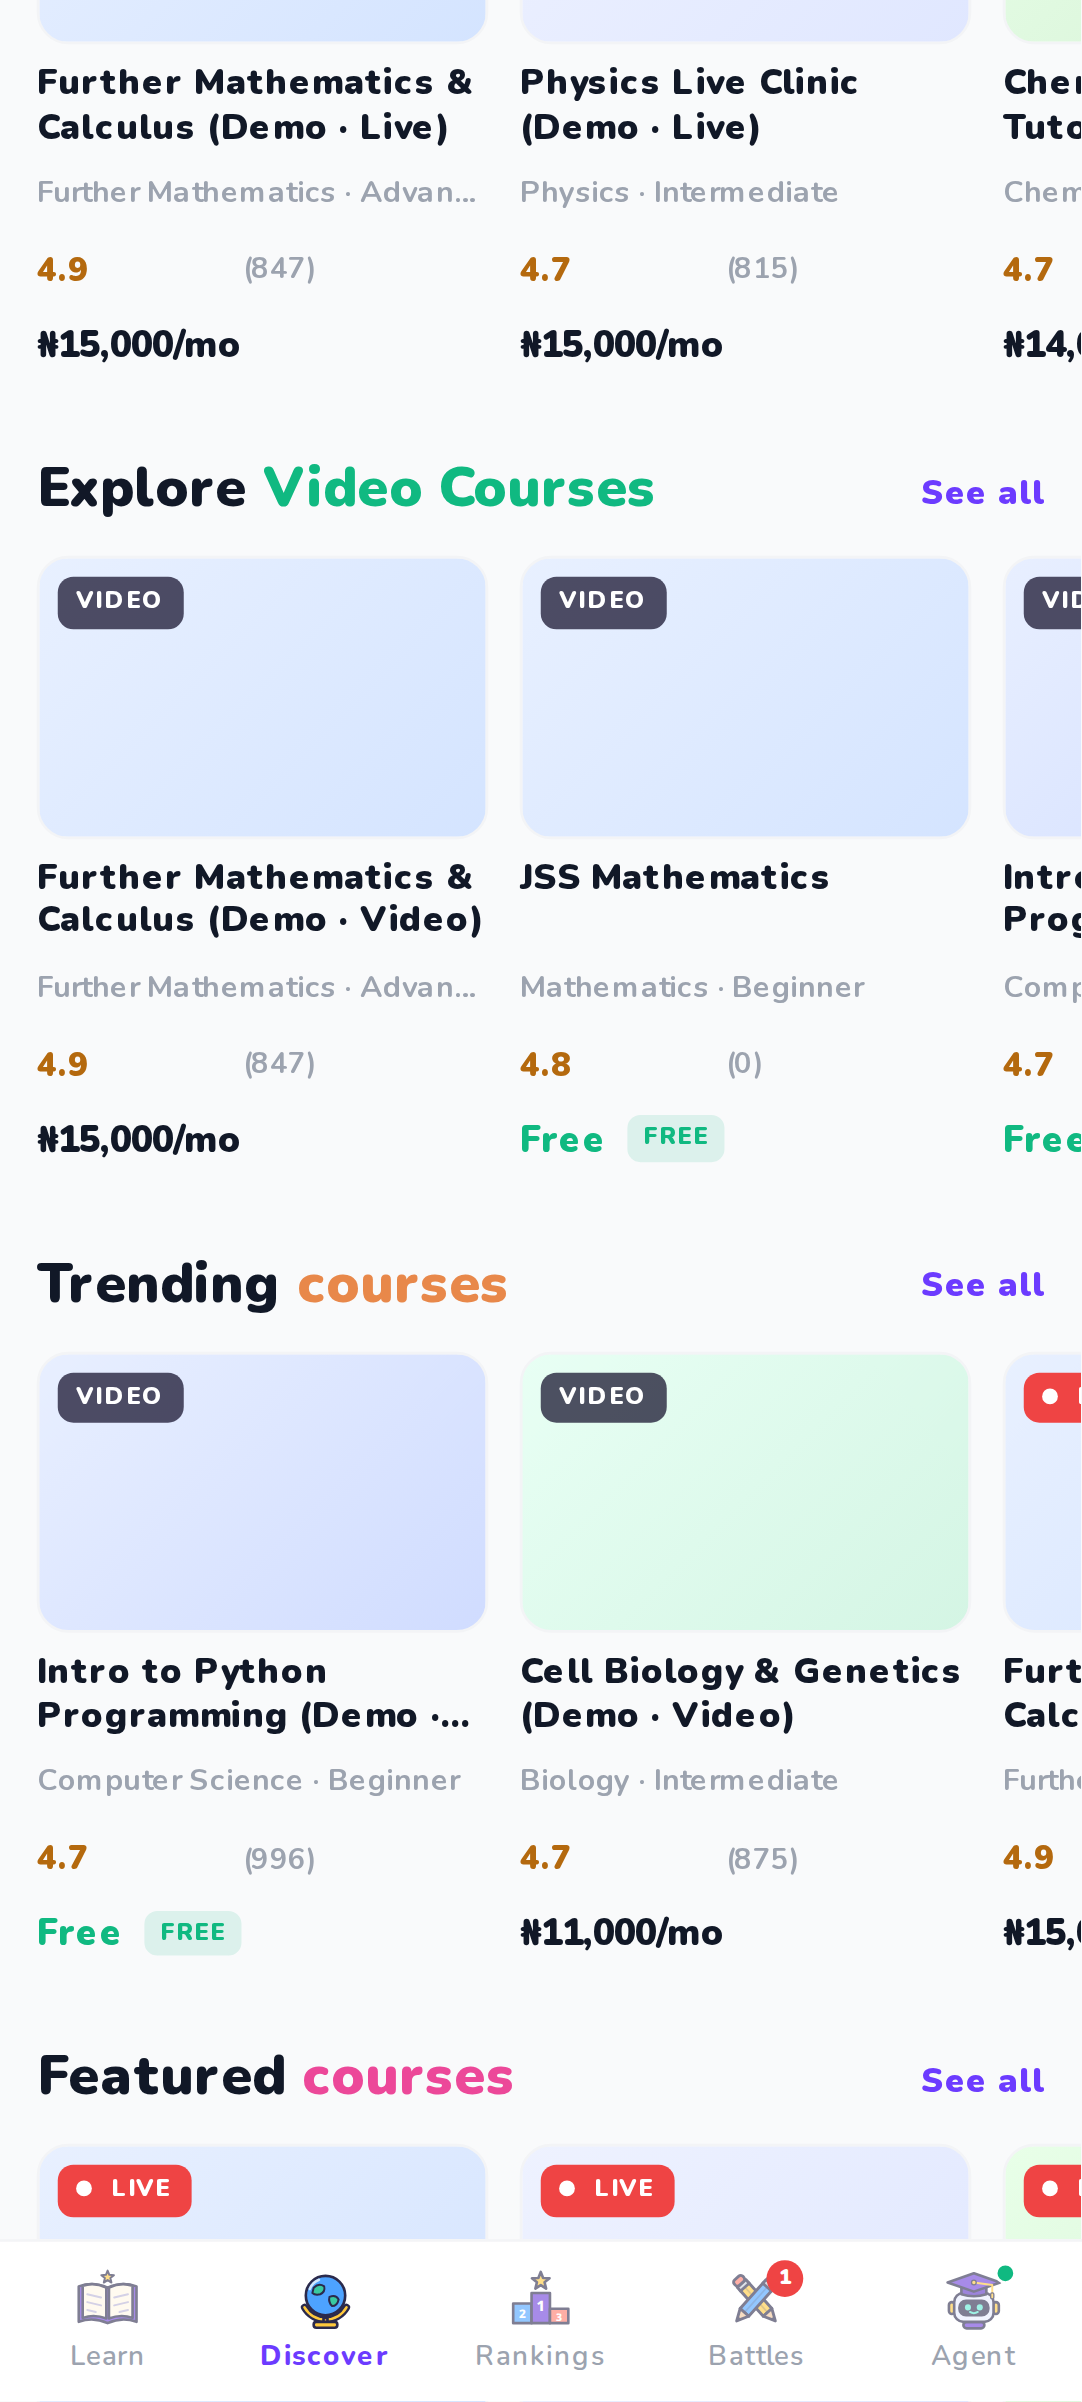 Further Mathematics &
Calculus (Demo · Live)
Further Mathematics · Advan...
4.9 (847)
₦15,000/mo
Physics Live Clinic
(Demo · Live)
Physics · Intermediate
4.7 (815)
₦15,000/mo
4.7
Explore Video Courses
See all
VIDEO
Further Mathematics &
Calculus (Demo · Video)
Further Mathematics · Advan...
4.9 (847)
₦15,000/mo
VIDEO
JSS Mathematics
Mathematics · Beginner
4.8 (0)
Free FREE
4.7
Free
Trending courses
See all
VIDEO
Intro to Python
Programming (Demo ·...
Computer Science · Beginner
4.7 (996)
Free FREE
VIDEO
Cell Biology & Genetics
(Demo · Video)
Biology · Intermediate
4.7 (875)
₦11,000/mo
4.9
Featured courses
See all
LIVE
LIVE
Learn
Discover
1 2 3
Rankings
1
Battles
Agent